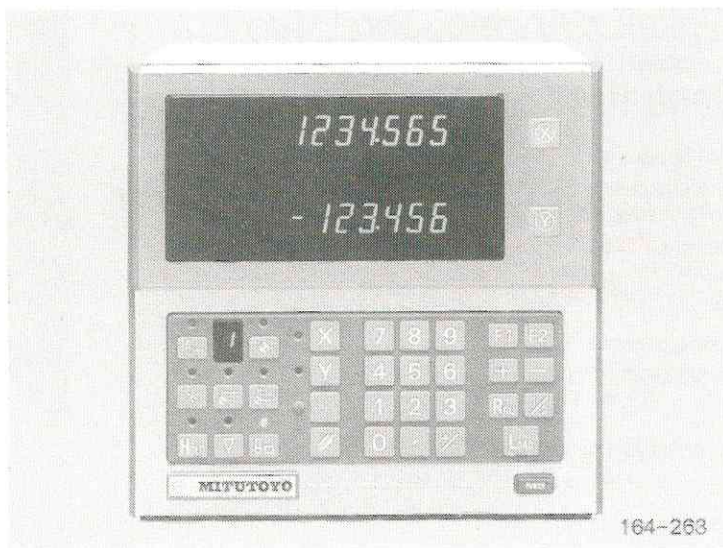 1234.565
X
-123.456
Y
1
X 7 8 9 F1 F2
Y 4 5 6 + -
1 2 3
0 . +/-
MITUTOYO
164-263